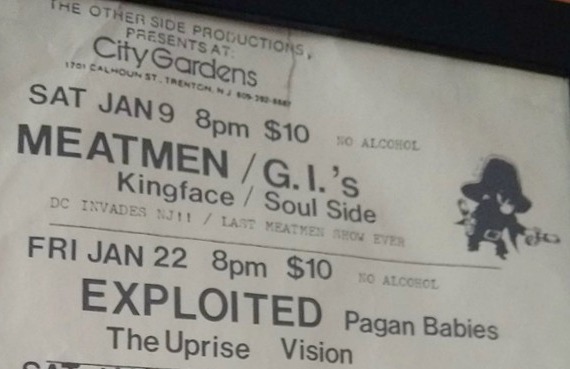 THE OTHER SIDE PRODUCTIONS,
PRESENTS AT:
City Gardens
1701 CALHOUN ST. TRENTON, NJ
SAT JAN 9 8pm $10 NO ALCOHOL
MEATMEN / G.I.'s
Kingface / Soul Side
DC INVADES NJ!! / LAST MEATMEN SHOW EVER
FRI JAN 22 8pm $10 NO ALCOHOL
EXPLOITED Pagan Babies
The Uprise Vision